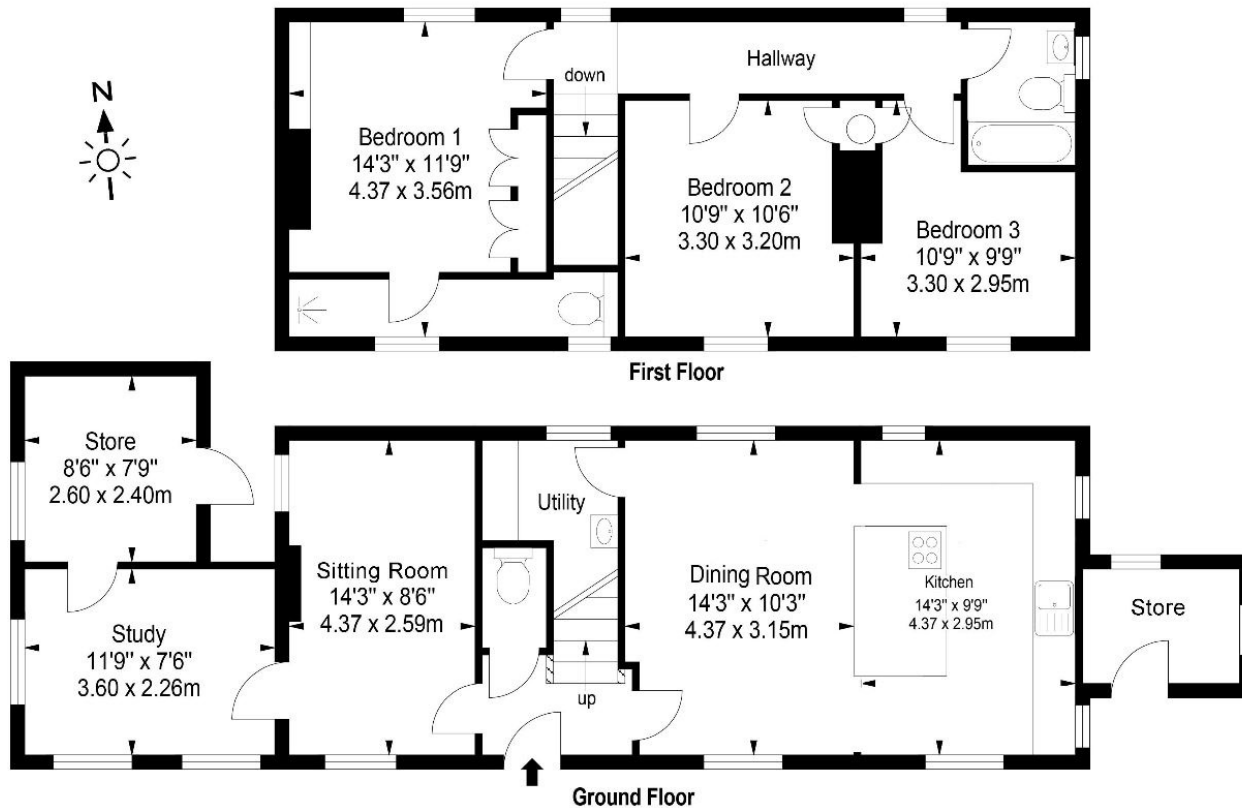 N
Bedroom 1
14'3" x 11'9"
4.37 x 3.56m
down
Hallway
Bedroom 2
10'9" x 10'6"
3.30 x 3.20m
Bedroom 3
10'9" x 9'9"
3.30 x 2.95m
First Floor
Store
8'6" x 7'9"
2.60 x 2.40m
Study
11'9" x 7'6"
3.60 x 2.26m
Sitting Room
14'3" x 8'6"
4.37 x 2.59m
Utility
up
Dining Room
14'3" x 10'3"
4.37 x 3.15m
Kitchen
14'3" x 9'9"
4.37 x 2.95m
Store
Ground Floor